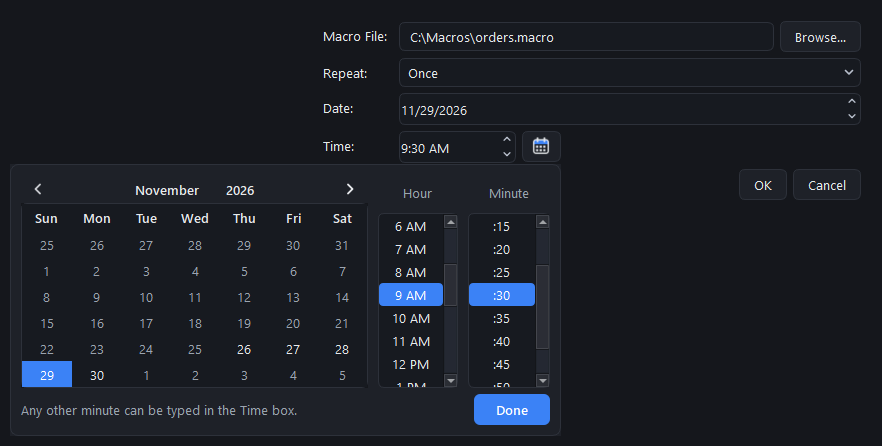 Macro File: C:\Macros\orders.macro Browse...
Repeat: Once
Date: 11/29/2026
Time: 9:30 AM
OK Cancel
November 2026
Sun Mon Tue Wed Thu Fri Sat
25 26 27 28 29 30 31
1 2 3 4 5 6 7
8 9 10 11 12 13 14
15 16 17 18 19 20 21
22 23 24 25 26 27 28
29 30 1 2 3 4 5
Hour
6 AM
7 AM
8 AM
9 AM
10 AM
11 AM
12 PM
1 PM
Minute
:15
:20
:25
:30
:35
:40
:45
:50
Any other minute can be typed in the Time box.
Done